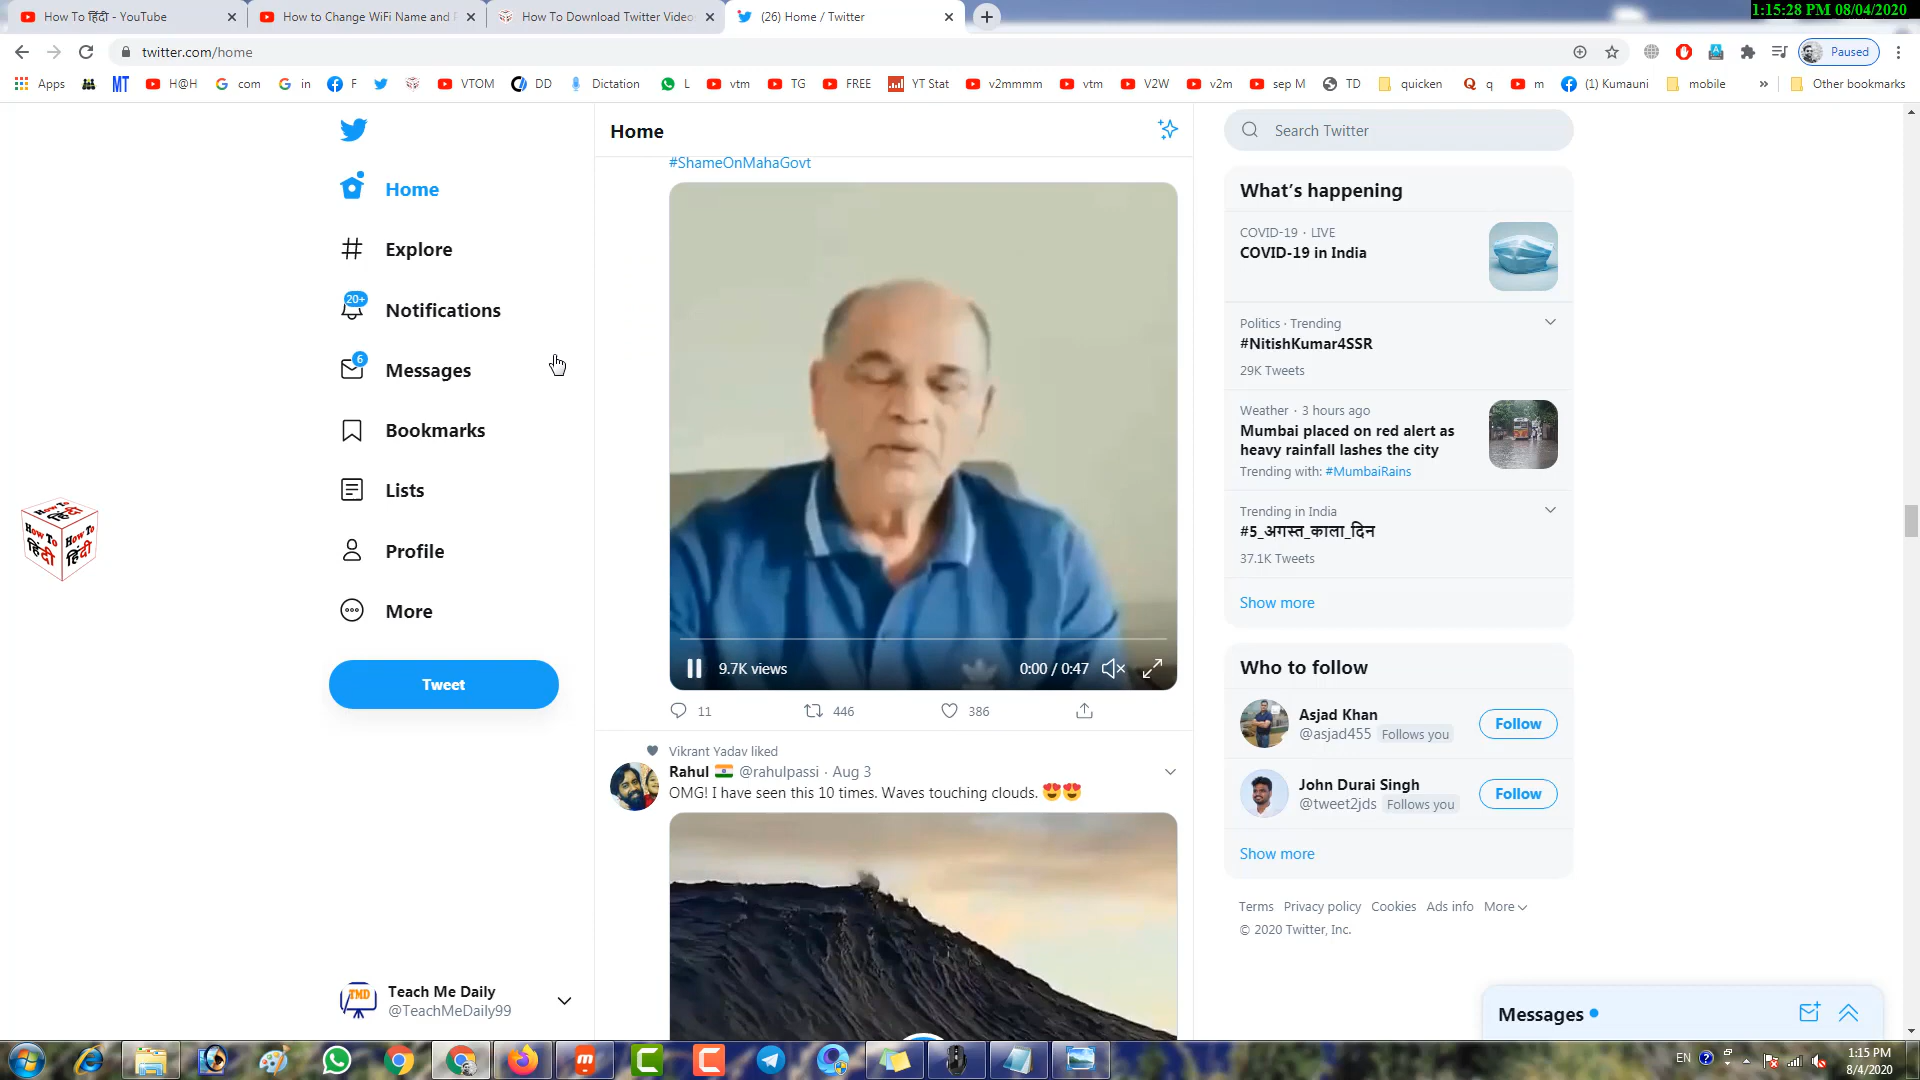 1:15:28 PM 08/04/2020
How To हिंदी - YouTube
How to Change WiFi Name and
How To Download Twitter Video
(26) Home / Twitter
twitter.com/home
Paused
Apps
MT
H@H
com
in
F
VTOM
DD
Dictation
L
vtm
TG
FREE
YT Stat
v2mmmm
vtm
V2W
v2m
sep M
TD
quicken
q
m
(1) Kumauni
mobile
»
Other bookmarks
Home
Explore
20+
Notifications
6
Messages
Bookmarks
Lists
Profile
More
Tweet
How To
हिंदी
How To
हिंदी
How To
हिंदी
TMD
Teach Me Daily
@TeachMeDaily99
Home
#ShameOnMahaGovt
9.7K views
0:00 / 0:47
11
446
386
Vikrant Yadav liked
Rahul 🇮🇳 @rahulpassi · Aug 3
OMG! I have seen this 10 times. Waves touching clouds. 😍😍
Search Twitter
What's happening
COVID-19 · LIVE
COVID-19 in India
Politics · Trending
#NitishKumar4SSR
29K Tweets
Weather · 3 hours ago
Mumbai placed on red alert as
heavy rainfall lashes the city
Trending with: #MumbaiRains
Trending in India
#5_अगस्त_काला_दिन
37.1K Tweets
Show more
Who to follow
Asjad Khan
@asjad455 Follows you
Follow
John Durai Singh
@tweet2jds Follows you
Follow
Show more
Terms Privacy policy Cookies Ads info More
© 2020 Twitter, Inc.
Messages
EN
1:15 PM
8/4/2020